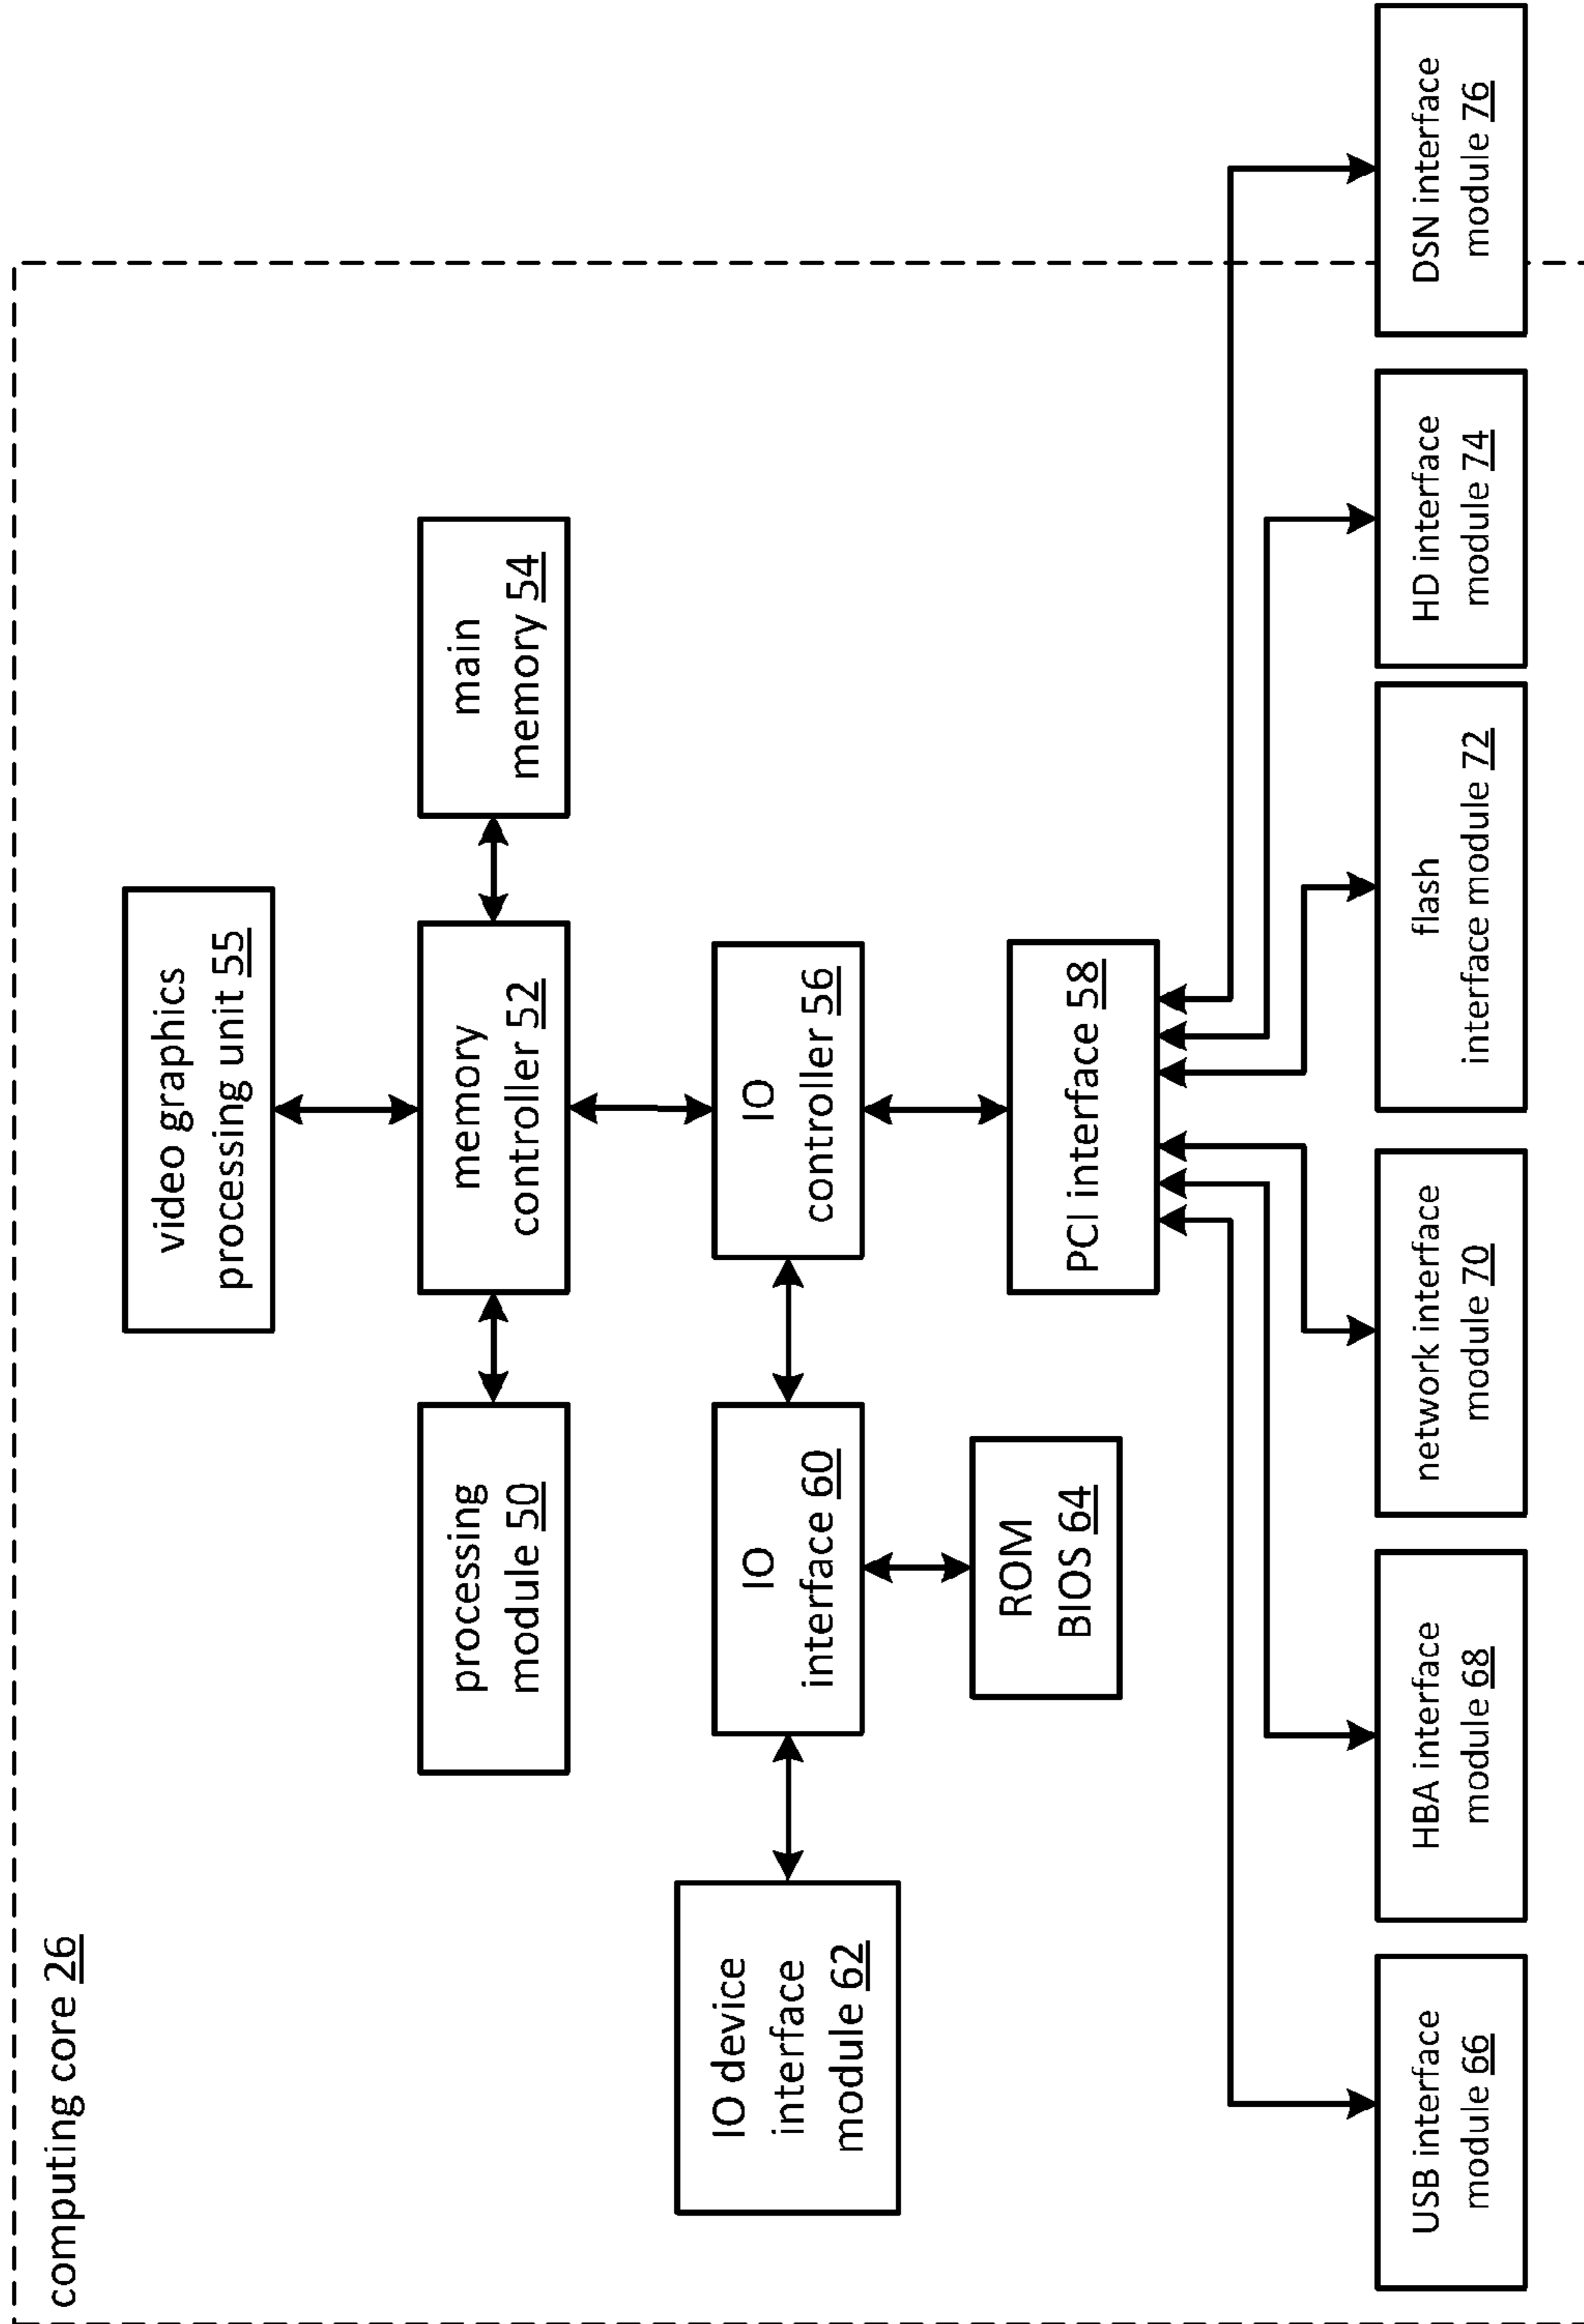 computing core 26
video graphics
processing unit 55
processing
module 50
memory
controller 52
main
memory 54
IO device
interface
module 62
IO
interface 60
IO
controller 56
ROM
BIOS 64
PCI interface 58
USB interface
module 66
HBA interface
module 68
network interface
module 70
flash
interface module 72
HD interface
module 74
DSN interface
module 76